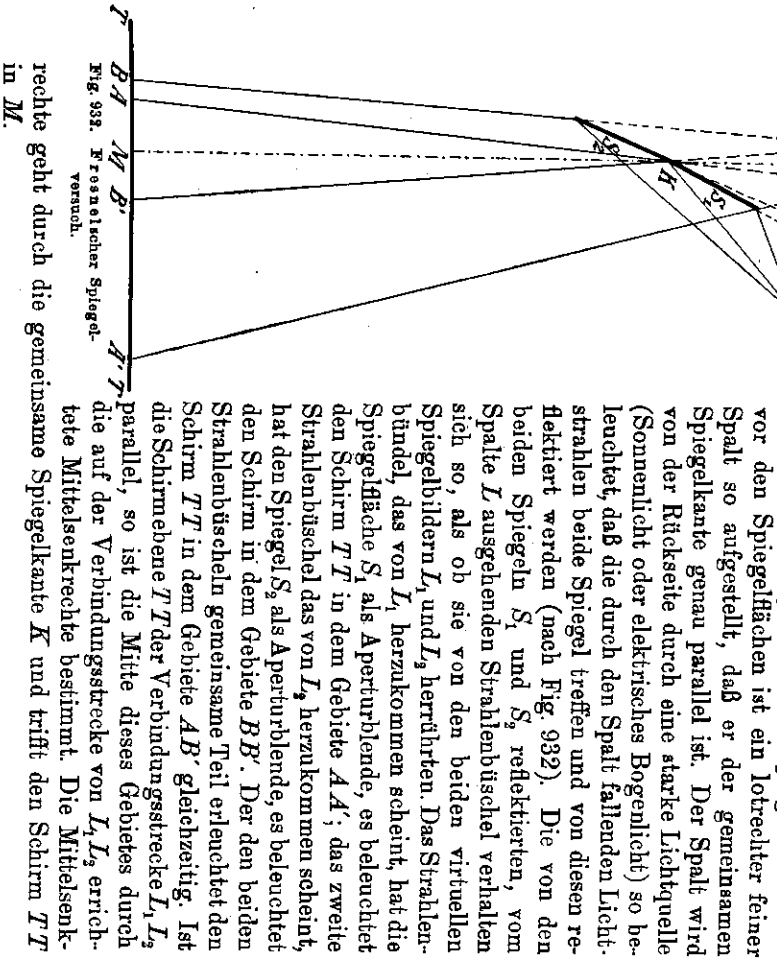 vor den Spiegelflächen ist ein lotrechter feiner
Spalt so aufgestellt, daß er der gemeinsamen
Spiegelkante genau parallel ist. Der Spalt wird
von der Rückseite durch eine starke Lichtquelle
(Sonnenlicht oder elektrisches Bogenlicht) so be-
leuchtet, daß die durch den Spalt fallenden Licht-
strahlen beide Spiegel treffen und von diesen re-
flektiert werden (nach Fig. 932). Die von den
beiden Spiegeln S₁ und S₂ reflektierten, vom
Spalte L ausgehenden Strahlenbüschel verhalten
sich so, als ob sie von den beiden virtuellen
Spiegelbildern L₁ und L₂ herrührten. Das Strahlen-
bündel, das von L₁ herzukommen scheint, hat die
Spiegelfläche S₁ als Aperturblende, es beleuchtet
den Schirm TT in dem Gebiete AA′; das zweite
Strahlenbüschel das von L₂ herzukommen scheint,
hat den Spiegel S₂ als Aperturblende, es beleuchtet
den Schirm in dem Gebiete BB′. Der den beiden
Strahlenbüscheln gemeinsame Teil erleuchtet den
Schirm TT in dem Gebiete AB′ gleichzeitig. Ist
die Schirmebene TT der Verbindungsstrecke L₁L₂
parallel, so ist die Mitte dieses Gebietes durch
die auf der Verbindungsstrecke von L₁L₂ errich-
tete Mittelsenkrechte bestimmt. Die Mittelsenk-
rechte geht durch die gemeinsame Spiegelkante K und trifft den Schirm TT
in M.
S₂
K
S₁
T B A M B′ A′ T
Fig. 932. Fresnelscher Spiegel-
versuch.